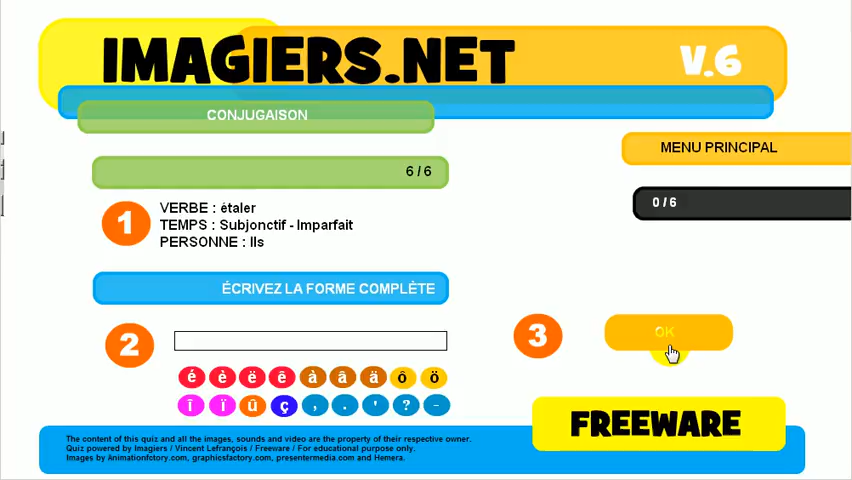 IMAGIERS.NET
V.6
CONJUGAISON
MENU PRINCIPAL
6 / 6
0 / 6
1
VERBE : étaler
TEMPS : Subjonctif - Imparfait
PERSONNE : Ils
ÉCRIVEZ LA FORME COMPLÈTE
2
3
OK
é è ë ê à â ä ô ö
î ï û ç , . ' ? -
FREEWARE
The content of this quiz and all the images, sounds and video are the property of their respective owner.
Quiz powered by Imagiers / Vincent Lefrançois / Freeware / For educational purpose only.
Images by Animationfctory.com, graphicsfactory.com, presentermedia.com and Hemera.